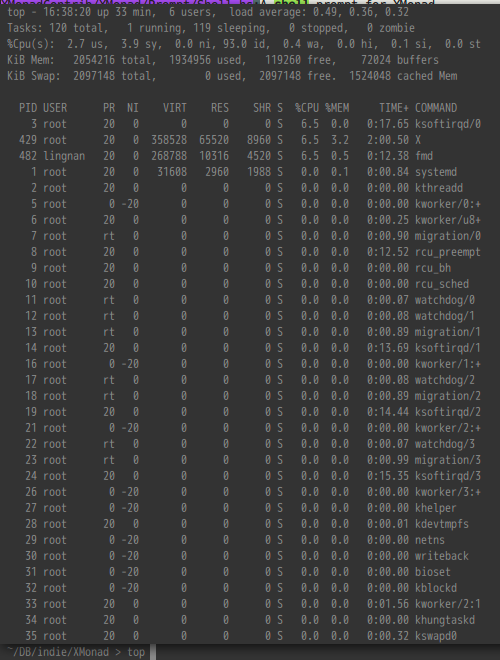 top - 16:38:20 up 33 min,  6 users,  load average: 0.49, 0.36, 0.32
Tasks: 120 total,   1 running, 119 sleeping,   0 stopped,   0 zombie
%Cpu(s):  2.7 us,  3.9 sy,  0.0 ni, 93.0 id,  0.4 wa,  0.0 hi,  0.1 si,  0.0 st
KiB Mem:   2054216 total,  1934956 used,   119260 free,    72024 buffers
KiB Swap:  2097148 total,        0 used,  2097148 free.  1524048 cached Mem
PID USER      PR  NI    VIRT    RES    SHR S  %CPU %MEM     TIME+ COMMAND
3 root      20   0       0      0      0 S   6.5  0.0   0:17.65 ksoftirqd/0
429 root      20   0  358528  65520   8960 S   6.5  3.2   2:00.50 X
482 lingnan   20   0  268788  10316   4520 S   6.5  0.5   0:12.38 fmd
1 root      20   0   31608   2960   1988 S   0.0  0.1   0:00.84 systemd
2 root      20   0       0      0      0 S   0.0  0.0   0:00.00 kthreadd
5 root       0 -20       0      0      0 S   0.0  0.0   0:00.00 kworker/0:+
6 root      20   0       0      0      0 S   0.0  0.0   0:00.25 kworker/u8+
7 root      rt   0       0      0      0 S   0.0  0.0   0:00.90 migration/0
8 root      20   0       0      0      0 S   0.0  0.0   0:12.52 rcu_preempt
9 root      20   0       0      0      0 S   0.0  0.0   0:00.00 rcu_bh
10 root      20   0       0      0      0 S   0.0  0.0   0:00.00 rcu_sched
11 root      rt   0       0      0      0 S   0.0  0.0   0:00.07 watchdog/0
12 root      rt   0       0      0      0 S   0.0  0.0   0:00.08 watchdog/1
13 root      rt   0       0      0      0 S   0.0  0.0   0:00.89 migration/1
14 root      20   0       0      0      0 S   0.0  0.0   0:13.69 ksoftirqd/1
16 root       0 -20       0      0      0 S   0.0  0.0   0:00.00 kworker/1:+
17 root      rt   0       0      0      0 S   0.0  0.0   0:00.08 watchdog/2
18 root      rt   0       0      0      0 S   0.0  0.0   0:00.89 migration/2
19 root      20   0       0      0      0 S   0.0  0.0   0:14.44 ksoftirqd/2
21 root       0 -20       0      0      0 S   0.0  0.0   0:00.00 kworker/2:+
22 root      rt   0       0      0      0 S   0.0  0.0   0:00.07 watchdog/3
23 root      rt   0       0      0      0 S   0.0  0.0   0:00.99 migration/3
24 root      20   0       0      0      0 S   0.0  0.0   0:15.35 ksoftirqd/3
26 root       0 -20       0      0      0 S   0.0  0.0   0:00.00 kworker/3:+
27 root       0 -20       0      0      0 S   0.0  0.0   0:00.00 khelper
28 root      20   0       0      0      0 S   0.0  0.0   0:00.01 kdevtmpfs
29 root       0 -20       0      0      0 S   0.0  0.0   0:00.00 netns
30 root       0 -20       0      0      0 S   0.0  0.0   0:00.00 writeback
31 root       0 -20       0      0      0 S   0.0  0.0   0:00.00 bioset
32 root       0 -20       0      0      0 S   0.0  0.0   0:00.00 kblockd
33 root      20   0       0      0      0 S   0.0  0.0   0:01.56 kworker/2:1
34 root      20   0       0      0      0 S   0.0  0.0   0:00.00 khungtaskd
35 root      20   0       0      0      0 S   0.0  0.0   0:00.32 kswapd0
~/DB/indie/XMonad > top